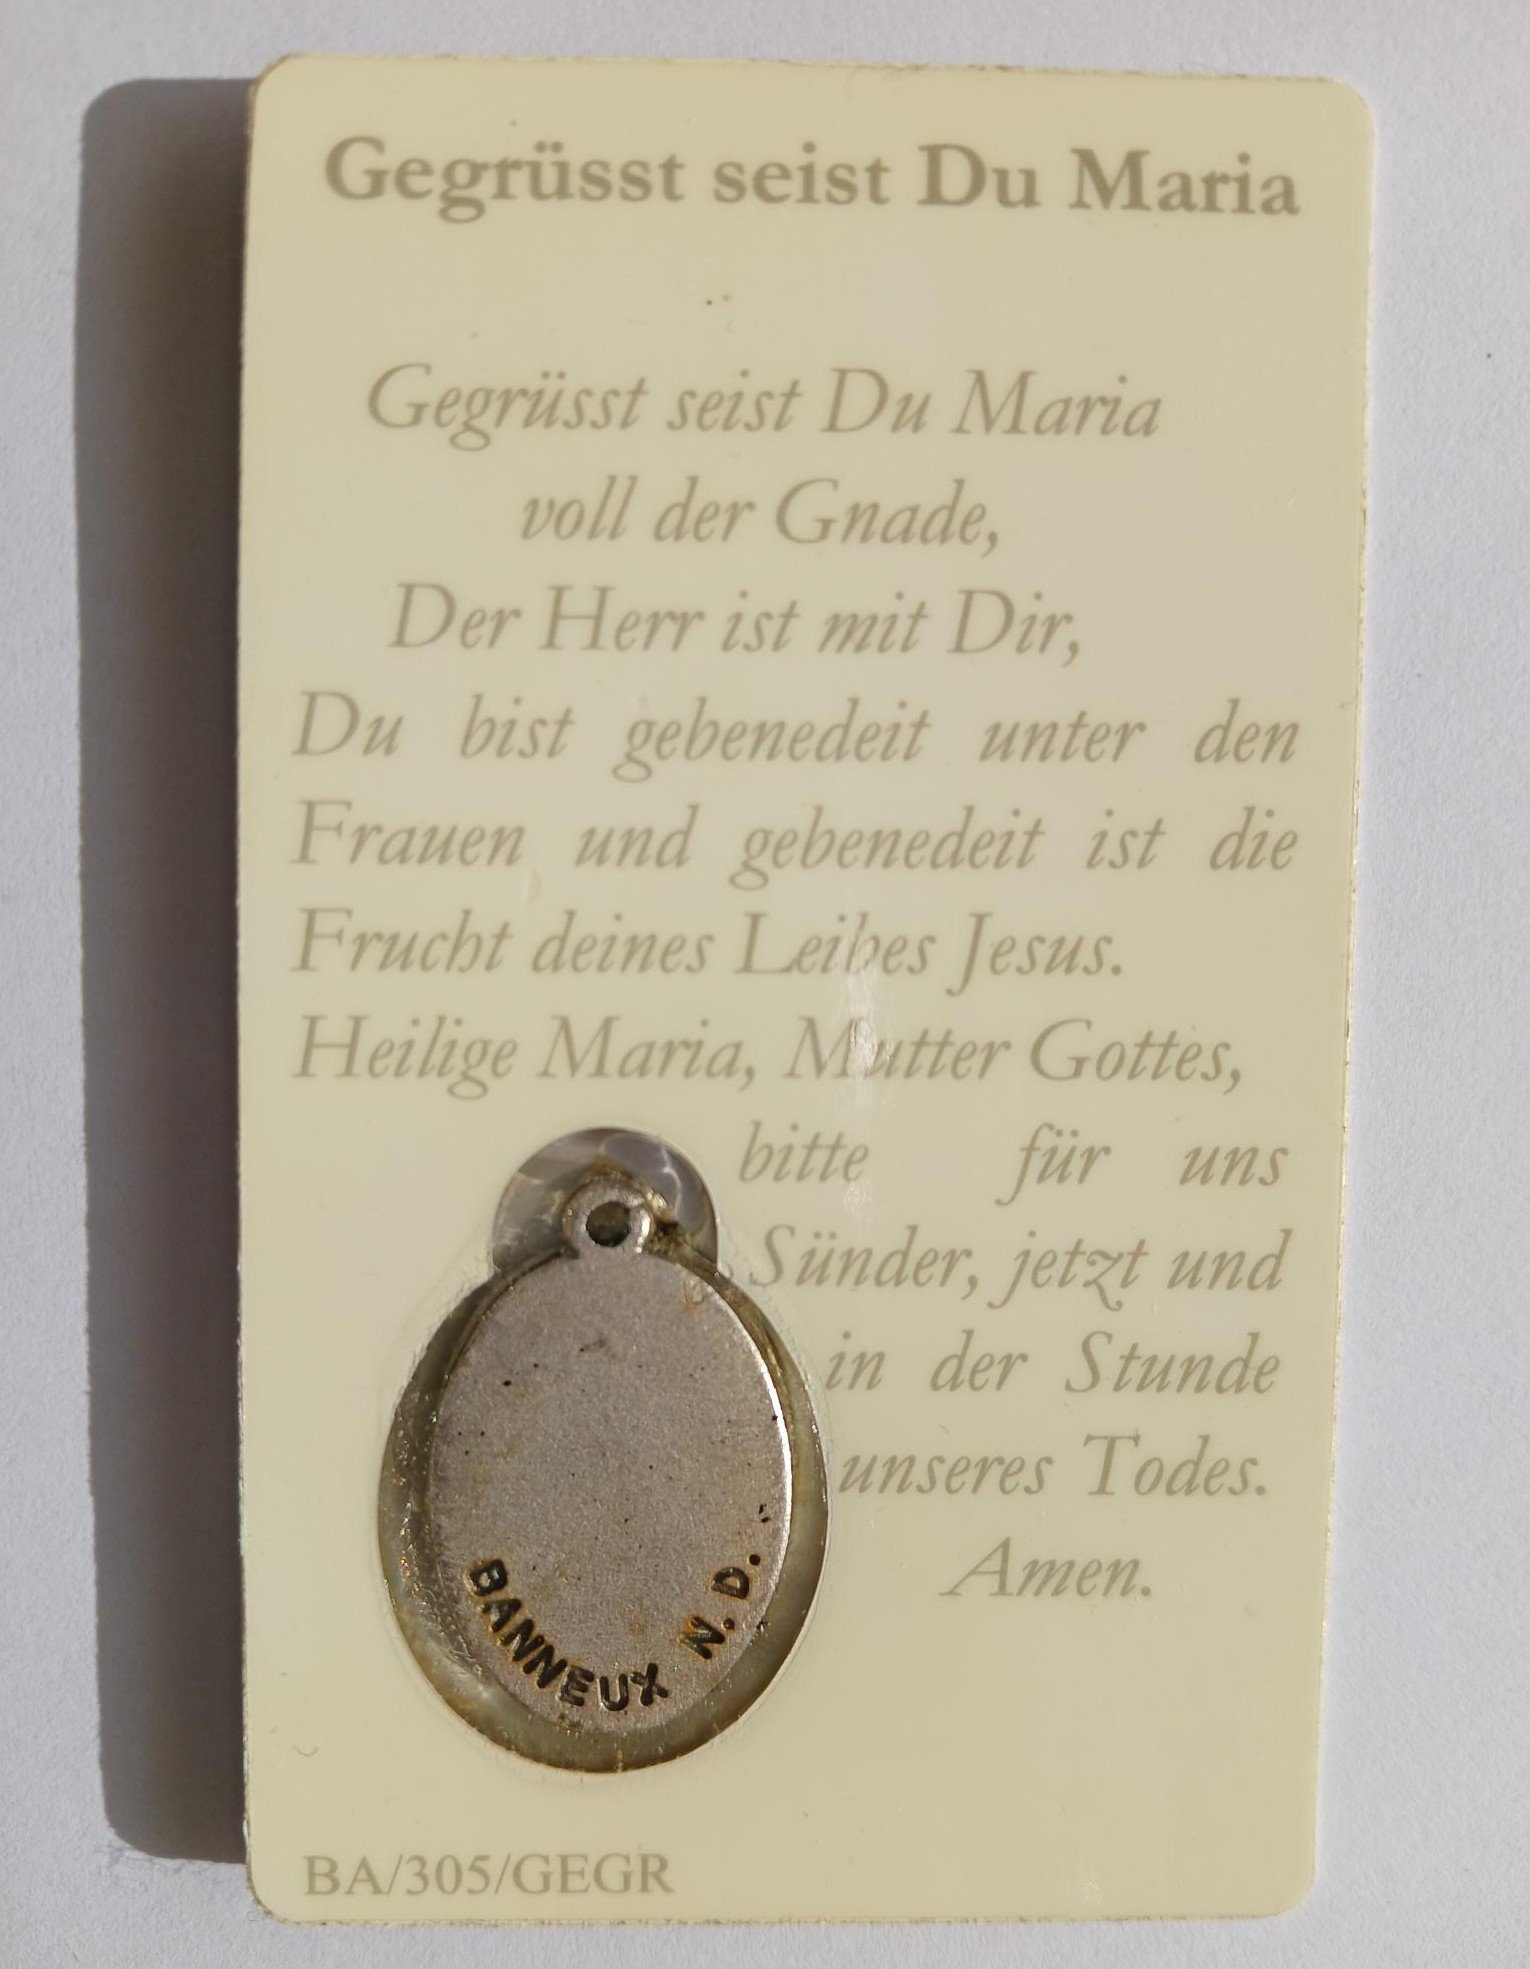 Gegrüsst seist Du Maria
Gegrüsst seist Du Maria
voll der Gnade,
Der Herr ist mit Dir,
Du bist gebenedeit unter den
Frauen und gebenedeit ist die
Frucht deines Leibes Jesus.
Heilige Maria, Mutter Gottes,
bitte für uns
Sünder, jetzt und
in der Stunde
unseres Todes.
Amen.
BANNEUX N.D.
BA/305/GEGR